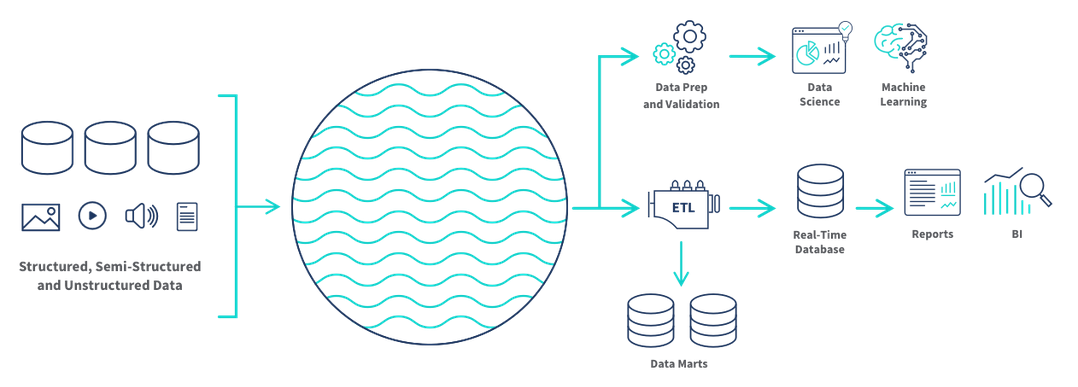 Structured, Semi-Structured
and Unstructured Data
Data Prep
and Validation
Data
Science
Machine
Learning
ETL
Real-Time
Database
Reports
BI
Data Marts